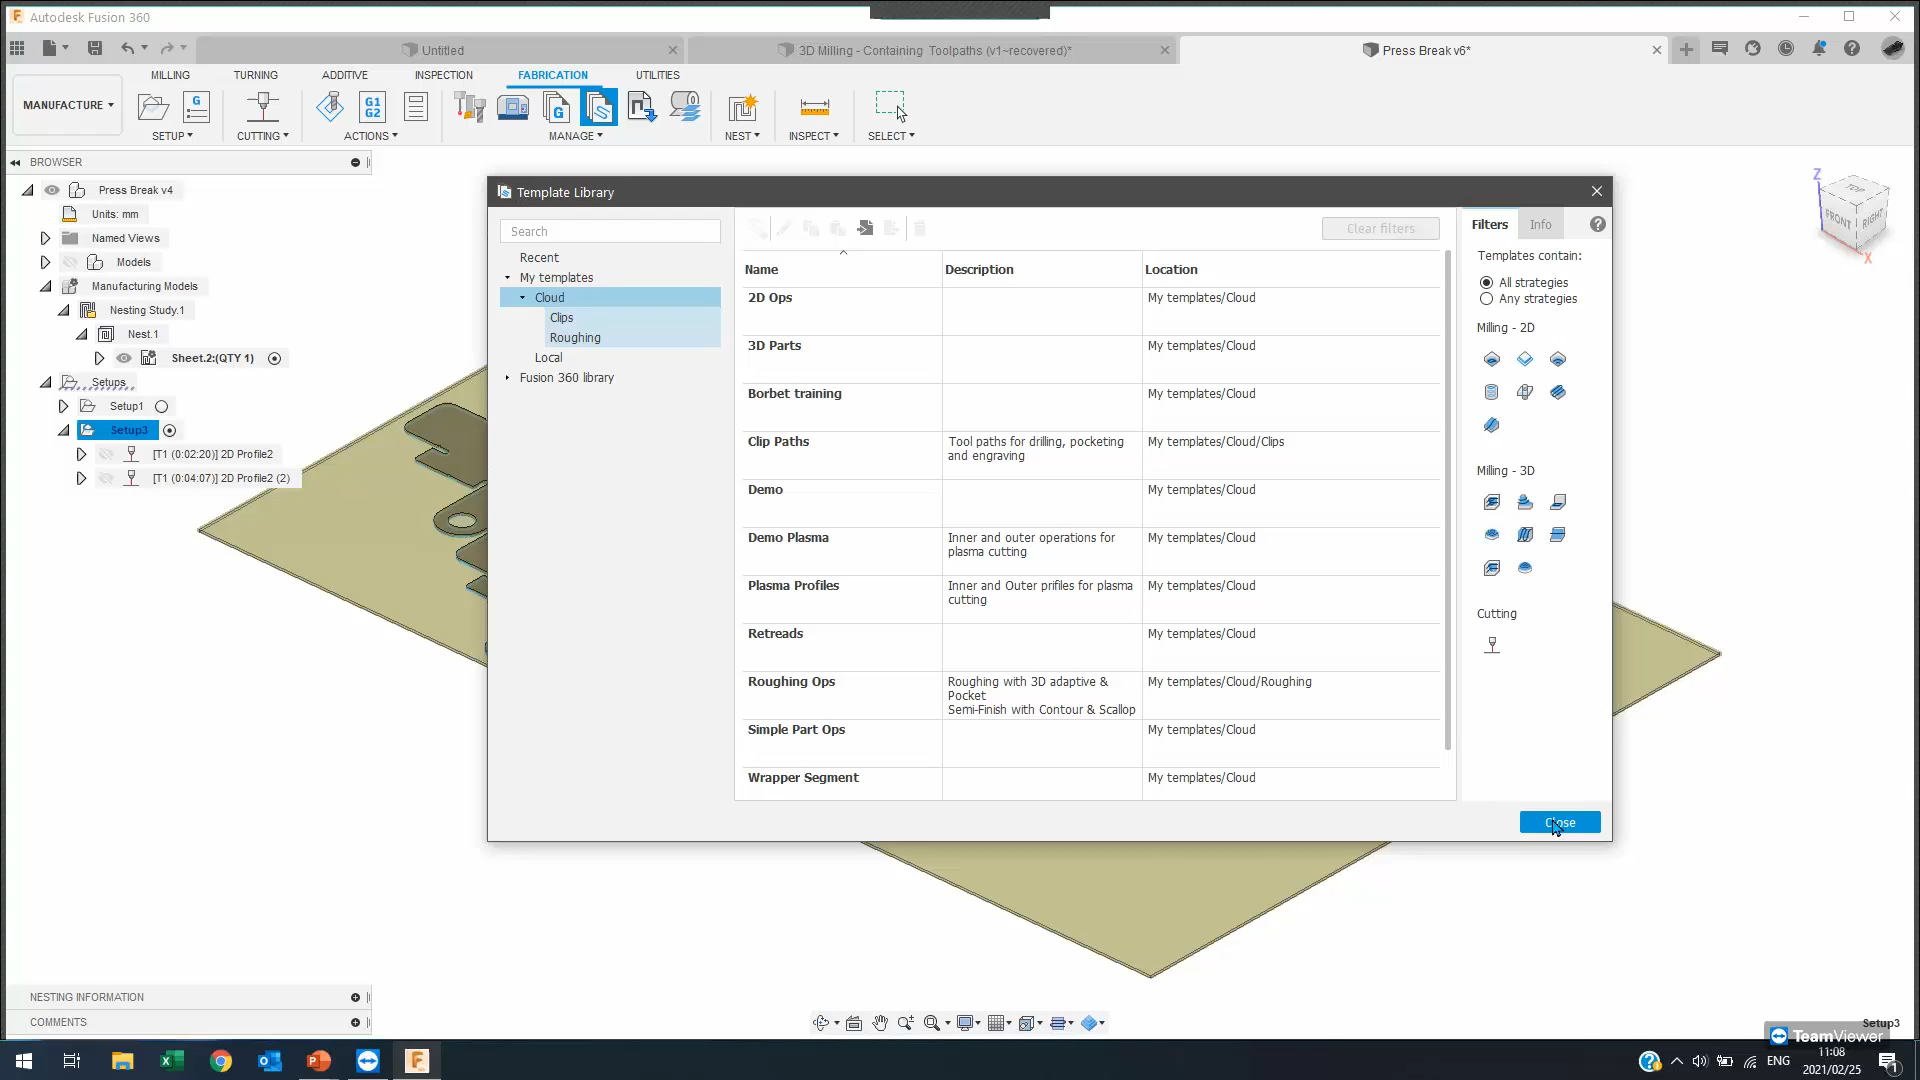 Autodesk Fusion 360
Untitled
3D Milling - Containing Toolpaths (v1~recovered)*
Press Break v6*
MILLING
TURNING
ADDITIVE
INSPECTION
FABRICATION
UTILITIES
MANUFACTURE
SETUP
CUTTING
ACTIONS
MANAGE
NEST
INSPECT
SELECT
G
G1
G2
G
BROWSER
Press Break v4
Units: mm
Named Views
Models
Manufacturing Models
Nesting Study.1
Nest.1
Sheet.2:(QTY 1)
Setups
Setup1
Setup3
[T1 (0:02:20)] 2D Profile2
[T1 (0:04:07)] 2D Profile2 (2)
Template Library
Search
Recent
My templates
Cloud
Clips
Roughing
Local
Fusion 360 library
Clear filters
Name Description Location
2D Ops My templates/Cloud
3D Parts My templates/Cloud
Borbet training My templates/Cloud
Clip Paths Tool paths for drilling, pocketing My templates/Cloud/Clips
and engraving
Demo My templates/Cloud
Demo Plasma Inner and outer operations for My templates/Cloud
plasma cutting
Plasma Profiles Inner and Outer prifiles for plasma My templates/Cloud
cutting
Retreads My templates/Cloud
Roughing Ops Roughing with 3D adaptive & My templates/Cloud/Roughing
Pocket
Semi-Finish with Contour & Scallop
Simple Part Ops My templates/Cloud
Wrapper Segment My templates/Cloud
Filters
Info
Templates contain:
All strategies
Any strategies
Milling - 2D
Milling - 3D
Cutting
Close
Z
TOP
FRONT
RIGHT
X
NESTING INFORMATION
COMMENTS
Setup3
TeamViewer
ENG
11:08
2021/02/25
1